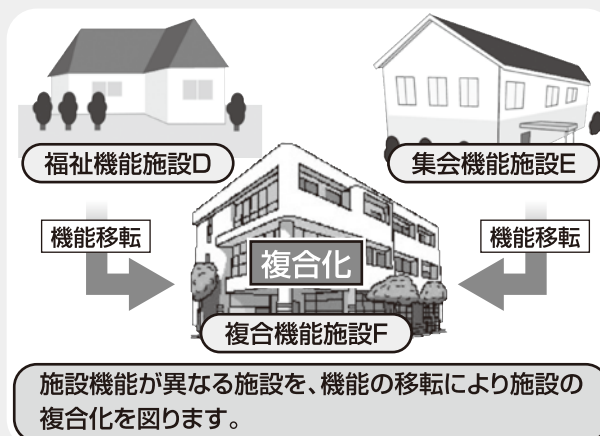 福祉機能施設D
集会機能施設E
機能移転
機能移転
複合化
複合機能施設F
施設機能が異なる施設を、機能の移転により施設の
複合化を図ります。